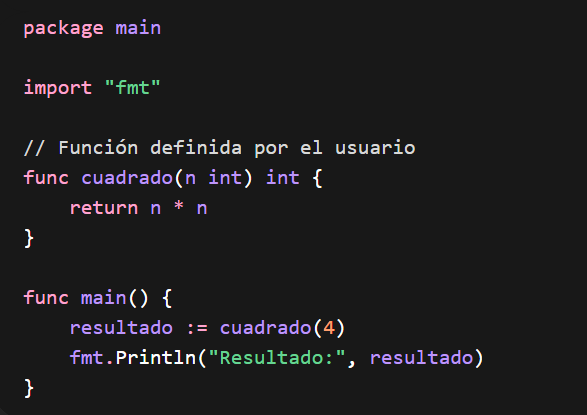 package main

import "fmt"

// Función definida por el usuario
func cuadrado(n int) int {
    return n * n
}

func main() {
    resultado := cuadrado(4)
    fmt.Println("Resultado:", resultado)
}